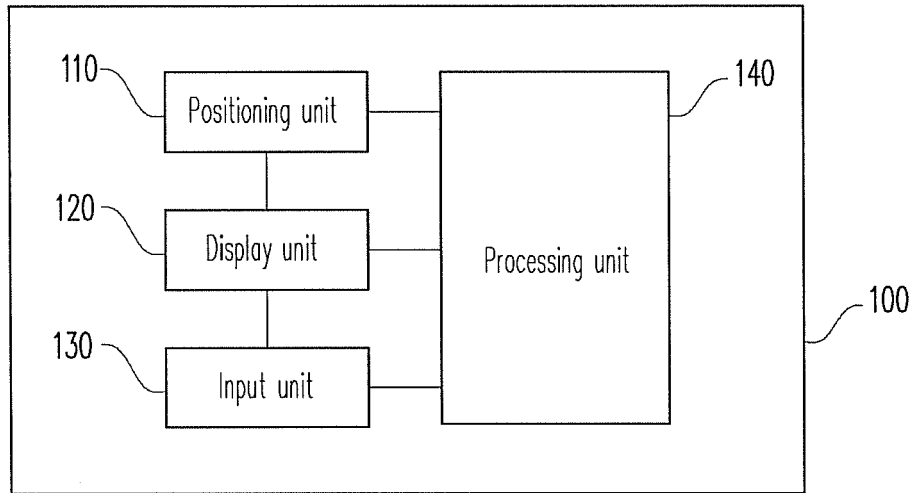 110
Positioning unit
140
120
Display unit
Processing unit
100
130
Input unit